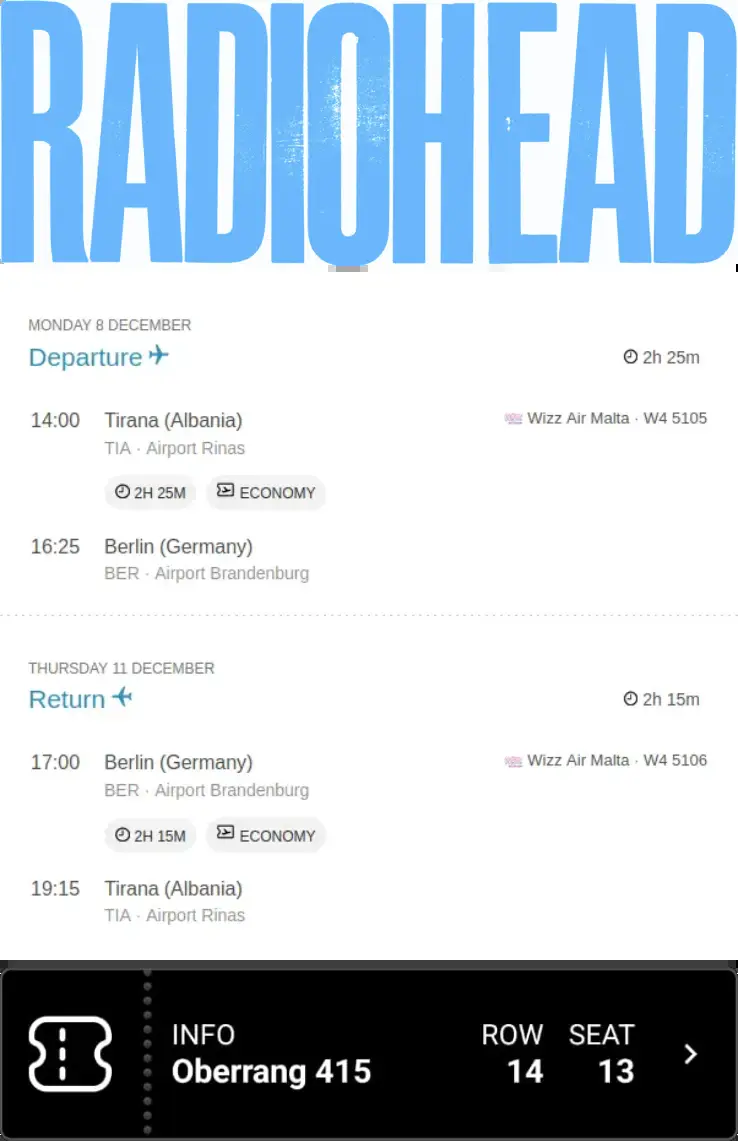 RADIOHEAD
MONDAY 8 DECEMBER
Departure
2h 25m
14:00 Tirana (Albania) Wizz Air Malta · W4 5105
TIA · Airport Rinas
2H 25M ECONOMY
16:25 Berlin (Germany)
BER · Airport Brandenburg
THURSDAY 11 DECEMBER
Return
2h 15m
17:00 Berlin (Germany) Wizz Air Malta · W4 5106
BER · Airport Brandenburg
2H 15M ECONOMY
19:15 Tirana (Albania)
TIA · Airport Rinas
INFO ROW SEAT
Oberrang 415 14 13